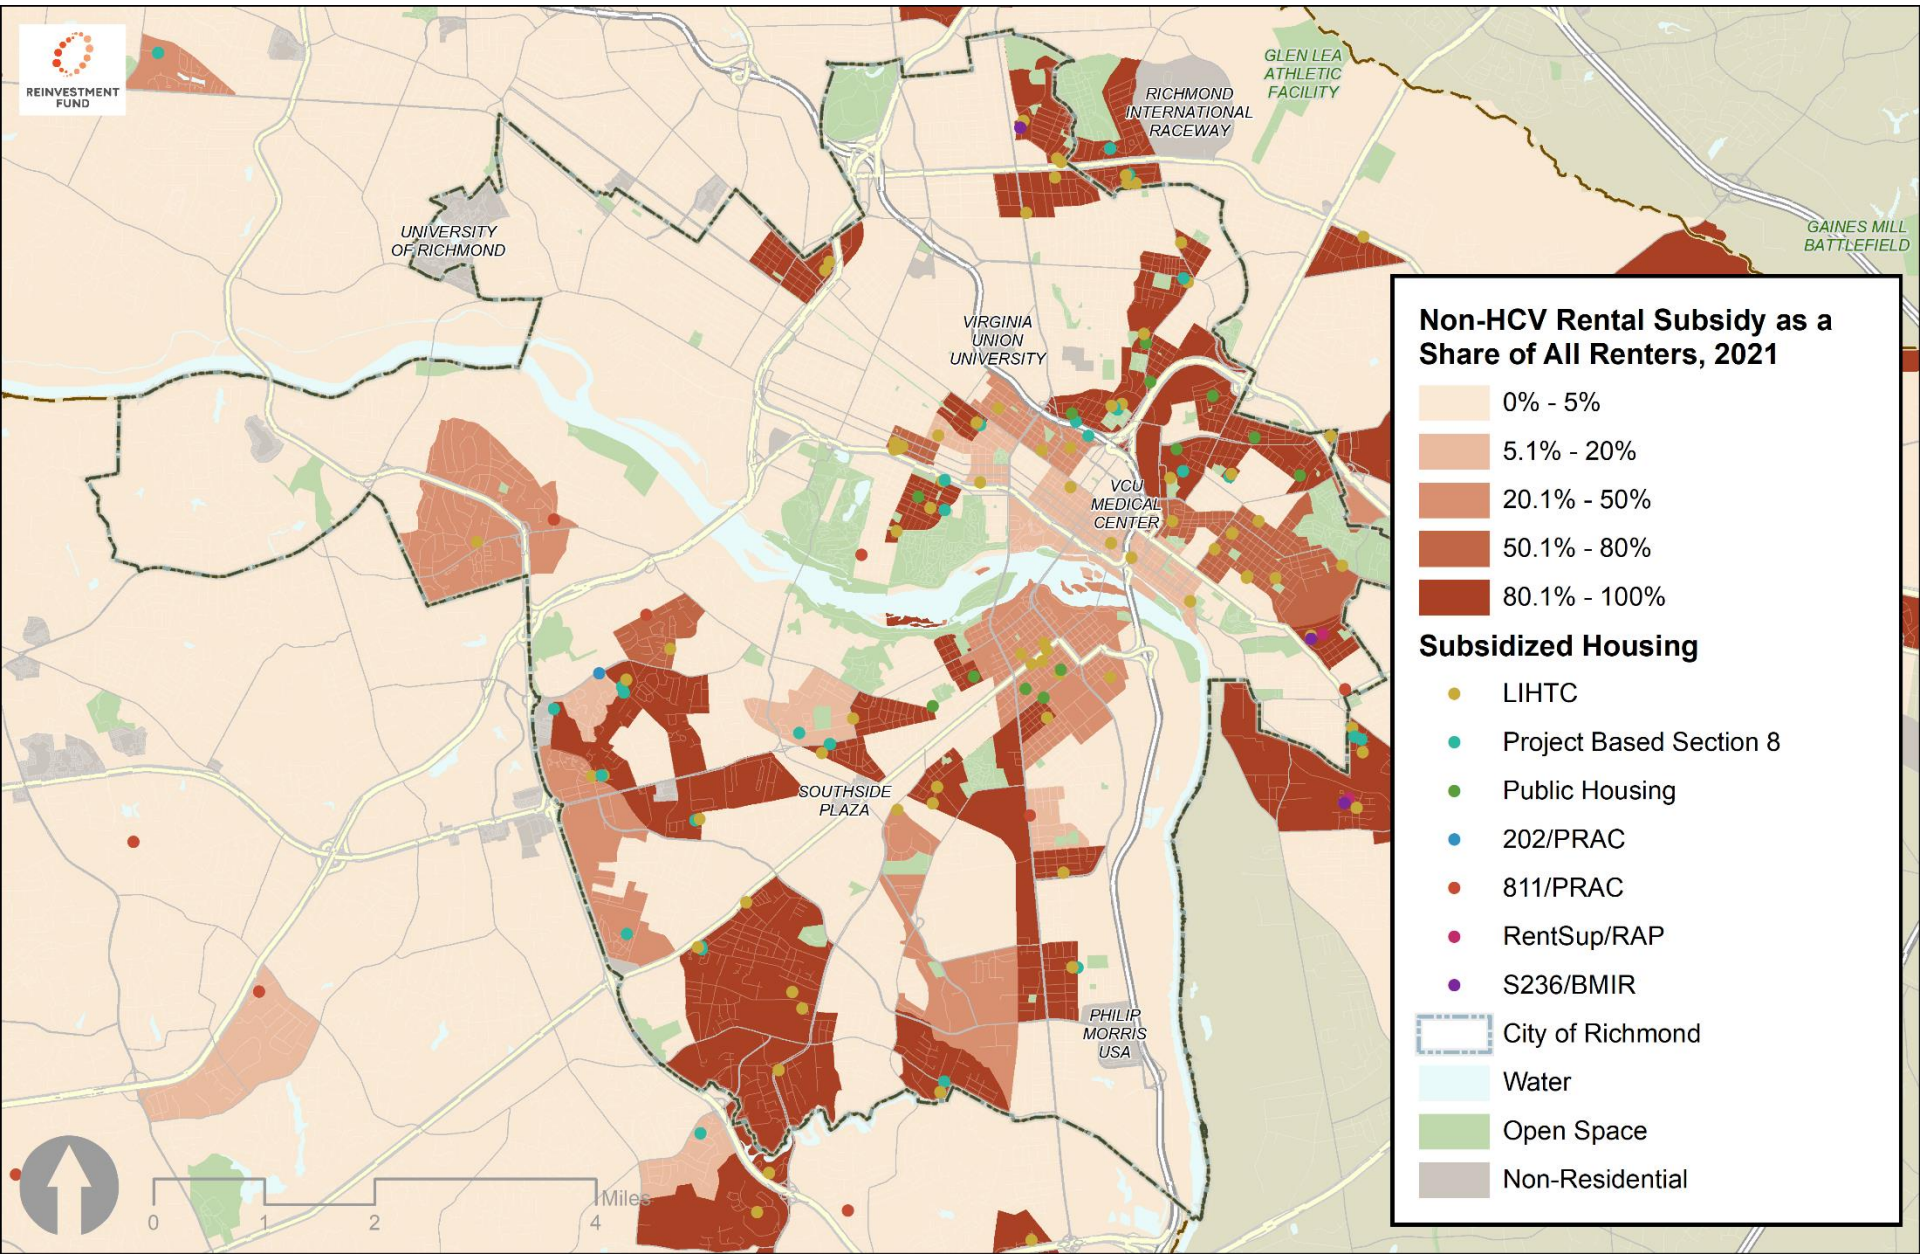 REINVESTMENT
FUND
GLEN LEA
ATHLETIC
FACILITY
RICHMOND
INTERNATIONAL
RACEWAY
UNIVERSITY
OF RICHMOND
GAINES MILL
BATTLEFIELD
VIRGINIA
UNION
UNIVERSITY
VCU
MEDICAL
CENTER
SOUTHSIDE
PLAZA
PHILIP
MORRIS
USA
Non-HCV Rental Subsidy as a
Share of All Renters, 2021
0% - 5%
5.1% - 20%
20.1% - 50%
50.1% - 80%
80.1% - 100%
Subsidized Housing
LIHTC
Project Based Section 8
Public Housing
202/PRAC
811/PRAC
RentSup/RAP
S236/BMIR
City of Richmond
Water
Open Space
Non-Residential
Miles
0 1 2 4